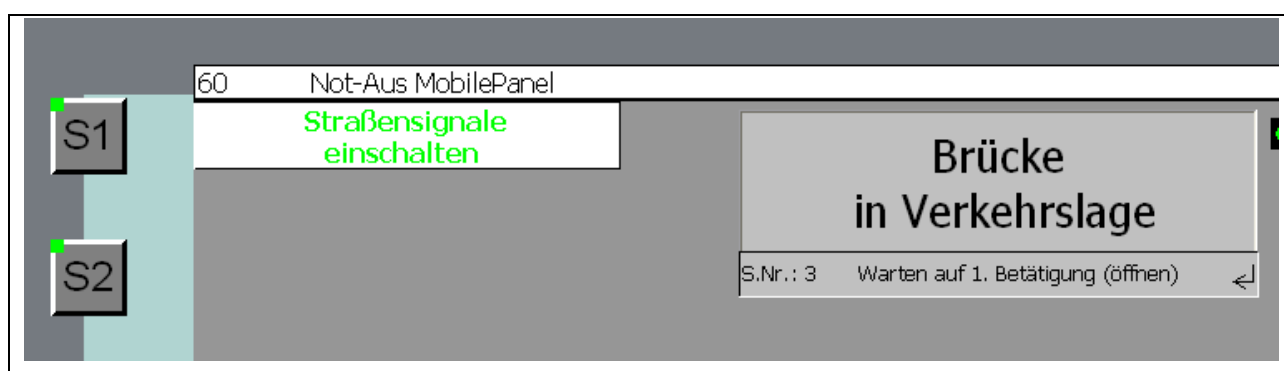 60 Not-Aus MobilePanel
S1
Straßensignale
einschalten
Brücke
in Verkehrslage
S2
S.Nr.: 3 Warten auf 1. Betätigung (öffnen)